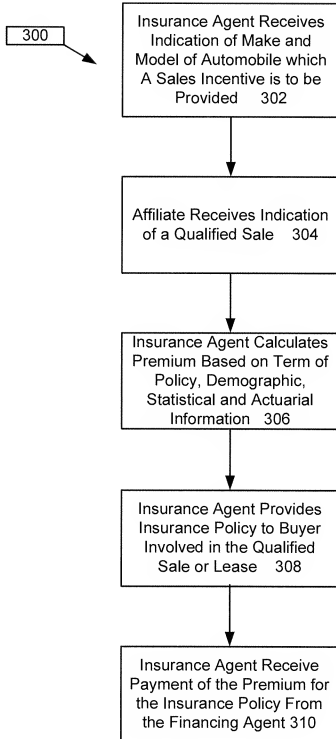 300
Insurance Agent Receives
Indication of Make and
Model of Automobile which
A Sales Incentive is to be
Provided 302
Affiliate Receives Indication
of a Qualified Sale 304
Insurance Agent Calculates
Premium Based on Term of
Policy, Demographic,
Statistical and Actuarial
Information 306
Insurance Agent Provides
Insurance Policy to Buyer
Involved in the Qualified
Sale or Lease 308
Insurance Agent Receive
Payment of the Premium for
the Insurance Policy From
the Financing Agent 310